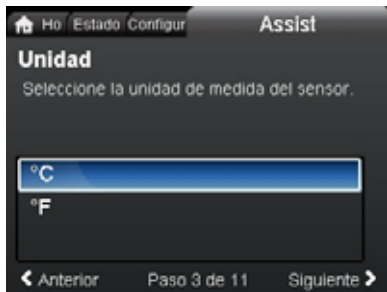 Ho Estado Configur Assist
Unidad
Seleccione la unidad de medida del sensor.
°C
°F
Anterior Paso 3 de 11 Siguiente